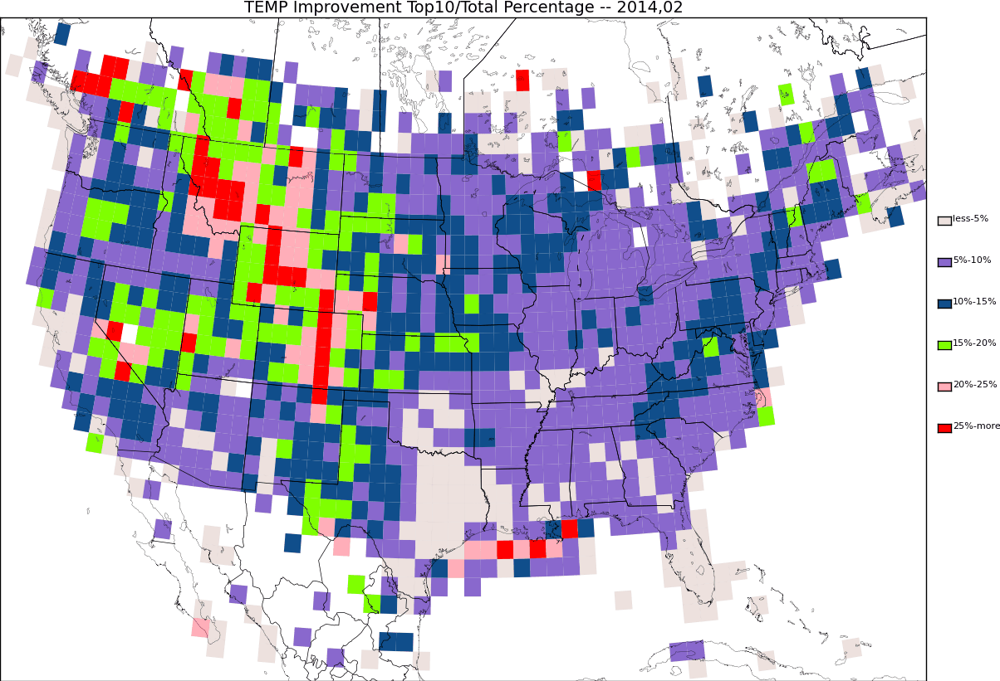 TEMP Improvement Top10/Total Percentage -- 2014,02
less-5%
5%-10%
10%-15%
15%-20%
20%-25%
25%-more